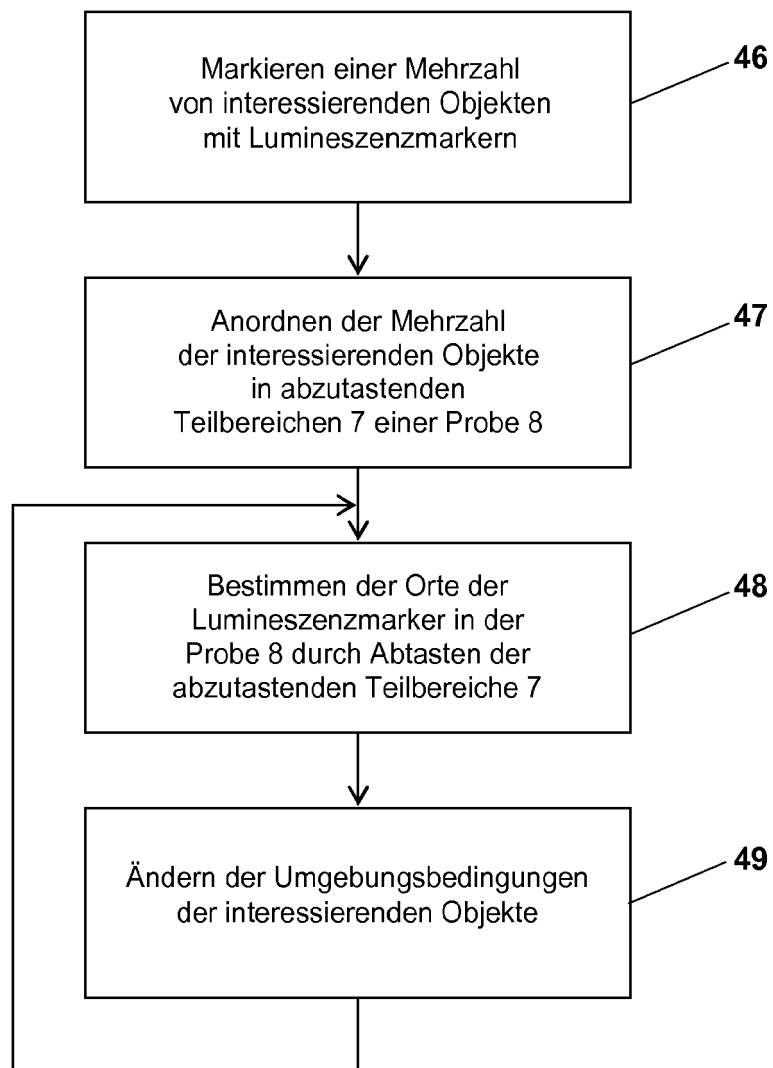 Markieren einer Mehrzahl
von interessierenden Objekten
mit Lumineszenzmarkern
46
Anordnen der Mehrzahl
der interessierenden Objekte
in abzutastenden
Teilbereichen 7 einer Probe 8
47
Bestimmen der Orte der
Lumineszenzmarker in der
Probe 8 durch Abtasten der
abzutastenden Teilbereiche 7
48
Ändern der Umgebungsbedingungen
der interessierenden Objekte
49